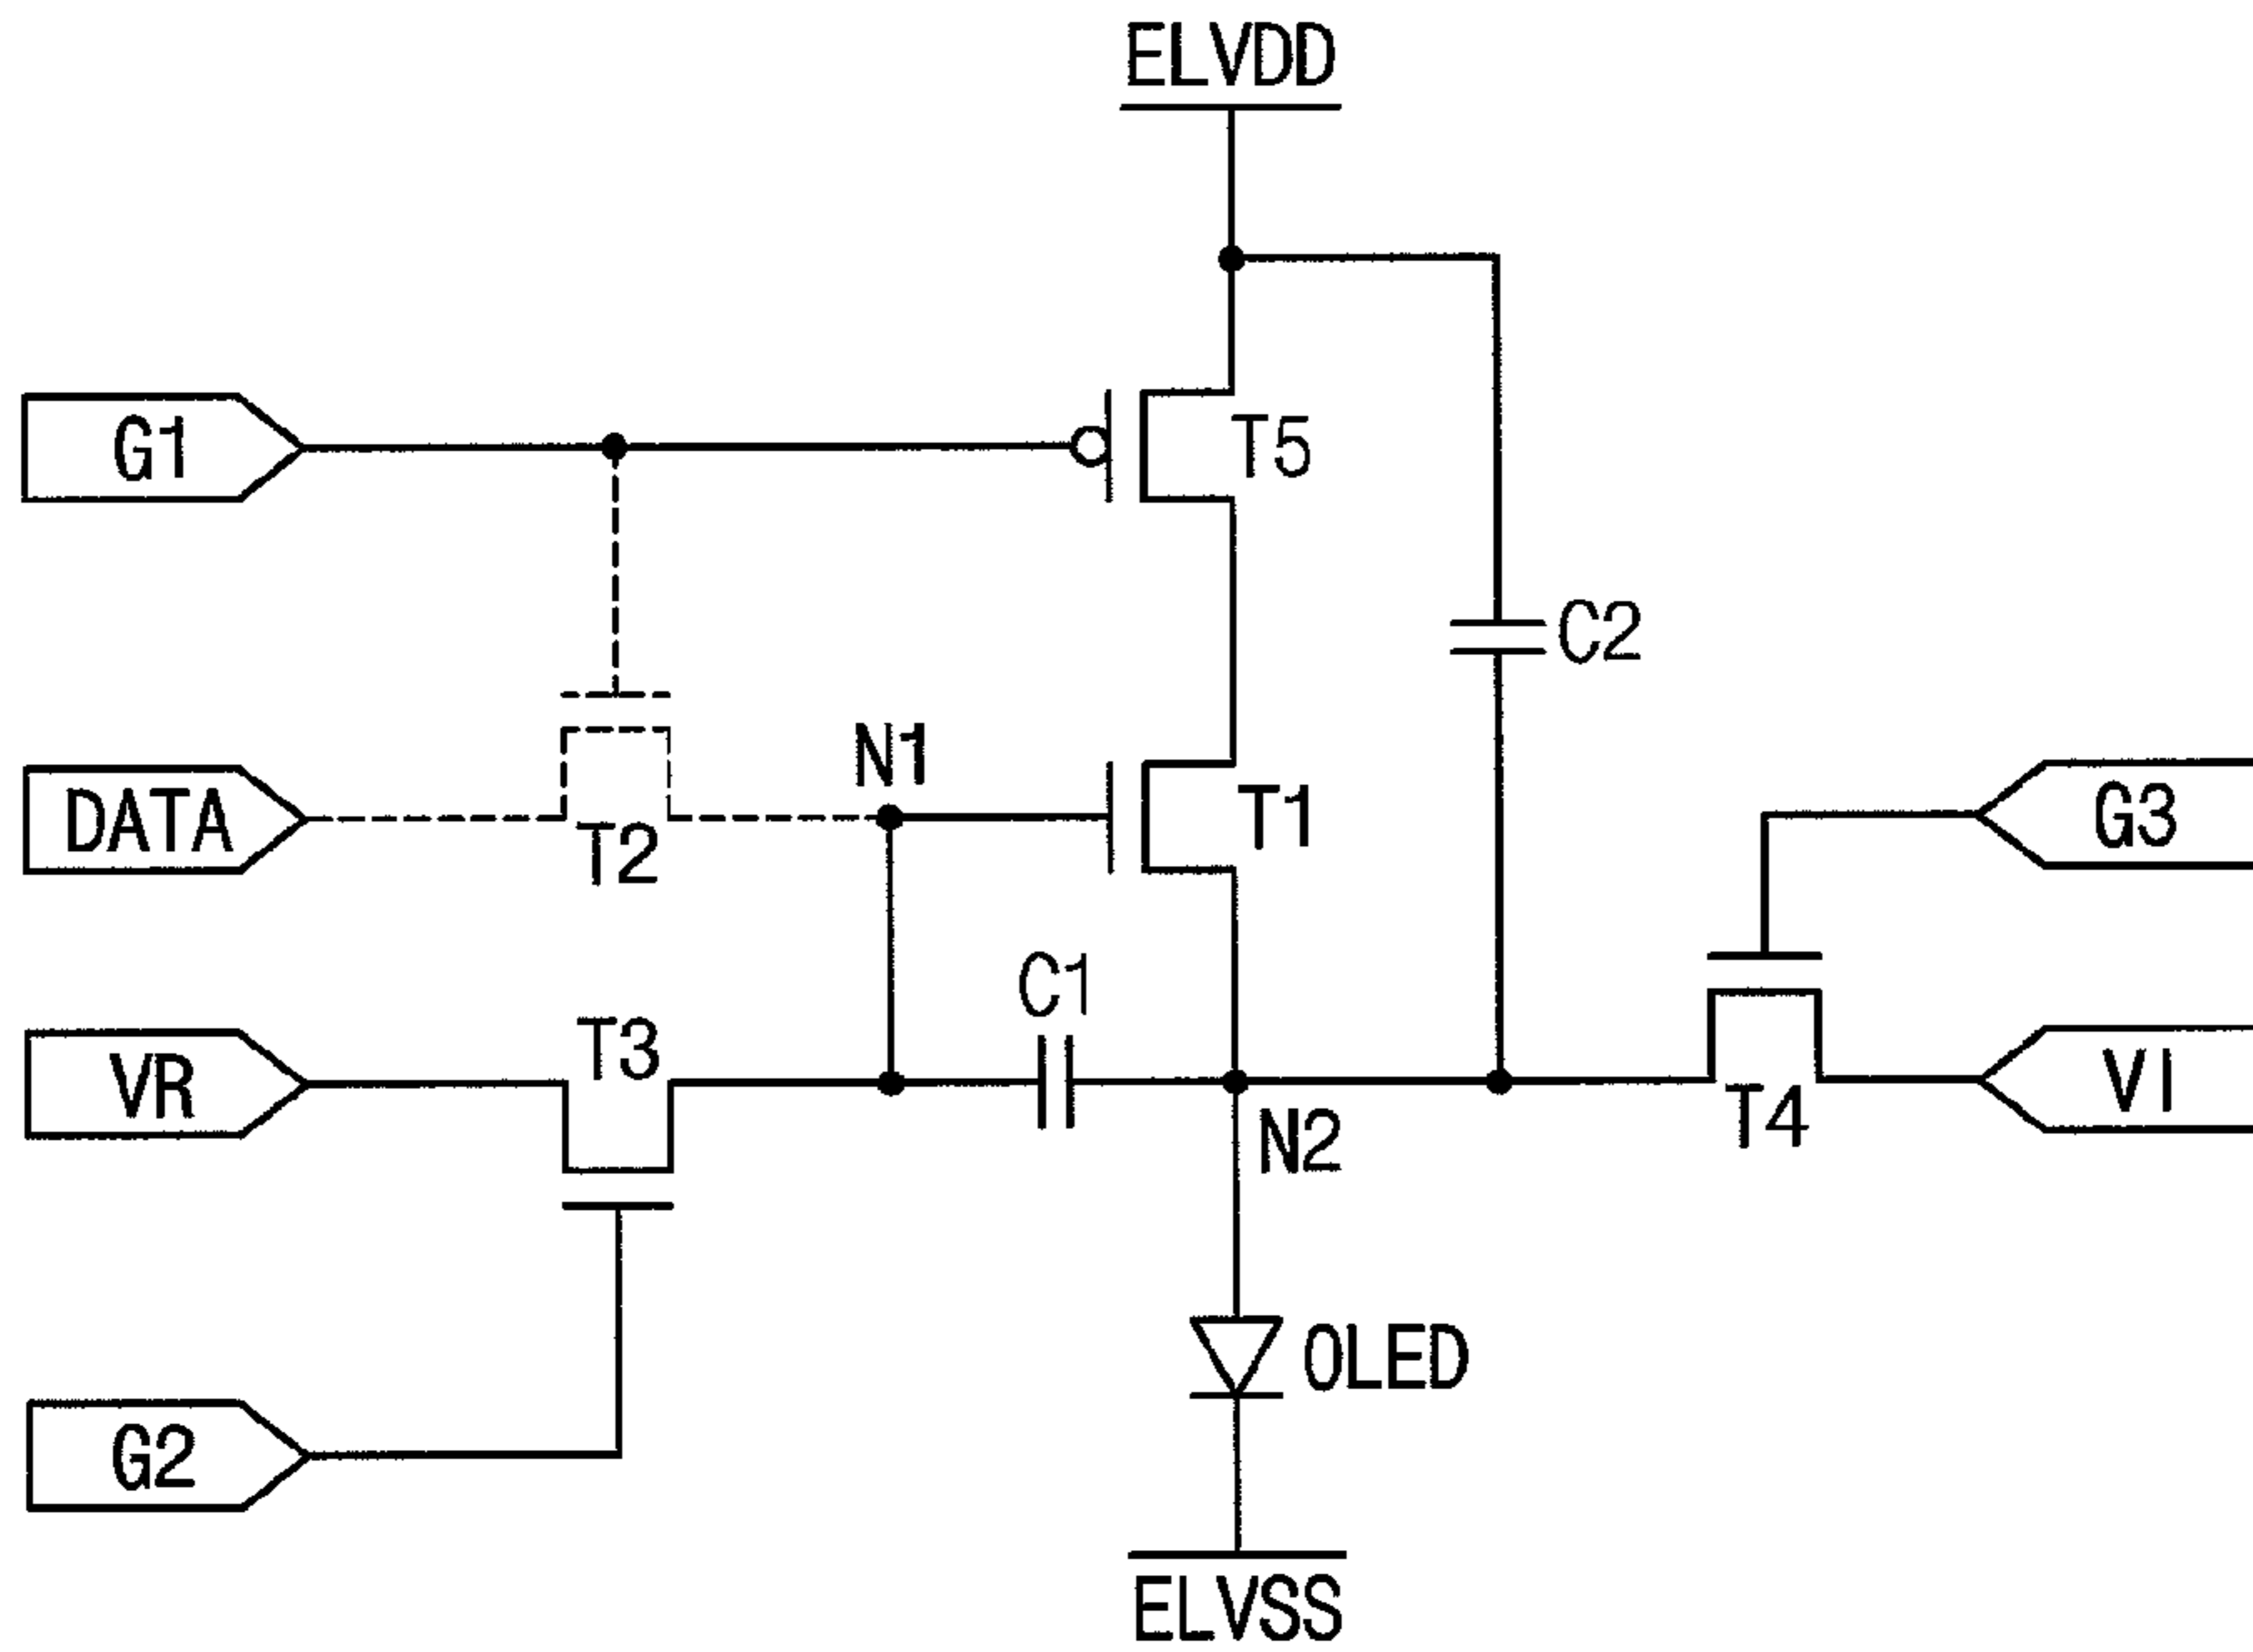 ELVDD
G1
T5
C2
N1
DATA
T2
T1
G3
C1
VR
T3
N2
T4
VI
OLED
G2
ELVSS